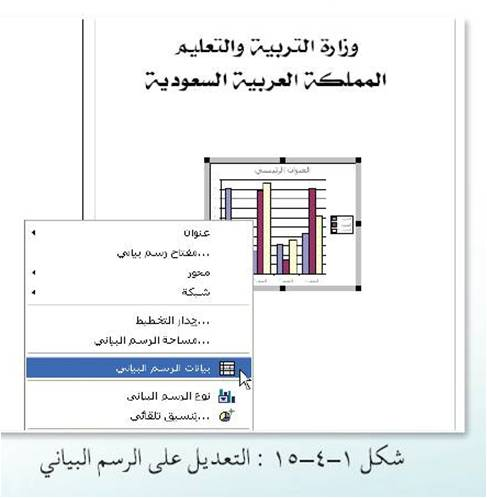 وزارة التربية والتعليم
المملكة العربية السعودية
العنوان الرئيسي
عنوان
مفتاح رسم بياني...
محور
شبكة
جدار التخطيط...
مساحة الرسم البياني...
بيانات الرسم البياني
نوع الرسم البياني
تنسيق تلقائي...
شكل ١-٤-١٥ : التعديل على الرسم البياني